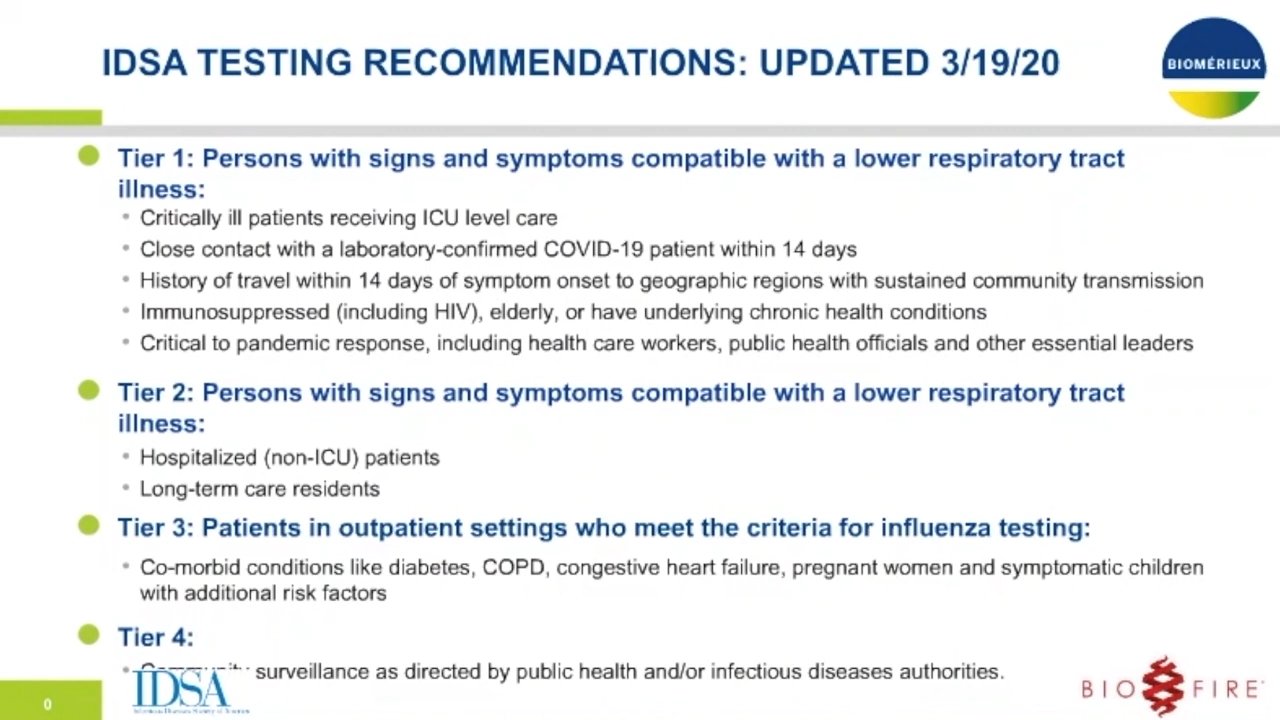 IDSA TESTING RECOMMENDATIONS: UPDATED 3/19/20
BIOMÉRIEUX
Tier 1: Persons with signs and symptoms compatible with a lower respiratory tract
illness:
Critically ill patients receiving ICU level care
Close contact with a laboratory-confirmed COVID-19 patient within 14 days
History of travel within 14 days of symptom onset to geographic regions with sustained community transmission
Immunosuppressed (including HIV), elderly, or have underlying chronic health conditions
Critical to pandemic response, including health care workers, public health officials and other essential leaders
Tier 2: Persons with signs and symptoms compatible with a lower respiratory tract
illness:
Hospitalized (non-ICU) patients
Long-term care residents
Tier 3: Patients in outpatient settings who meet the criteria for influenza testing:
Co-morbid conditions like diabetes, COPD, congestive heart failure, pregnant women and symptomatic children
with additional risk factors
Tier 4:
Community surveillance as directed by public health and/or infectious diseases authorities.
0
IDSA
BIO FIRE